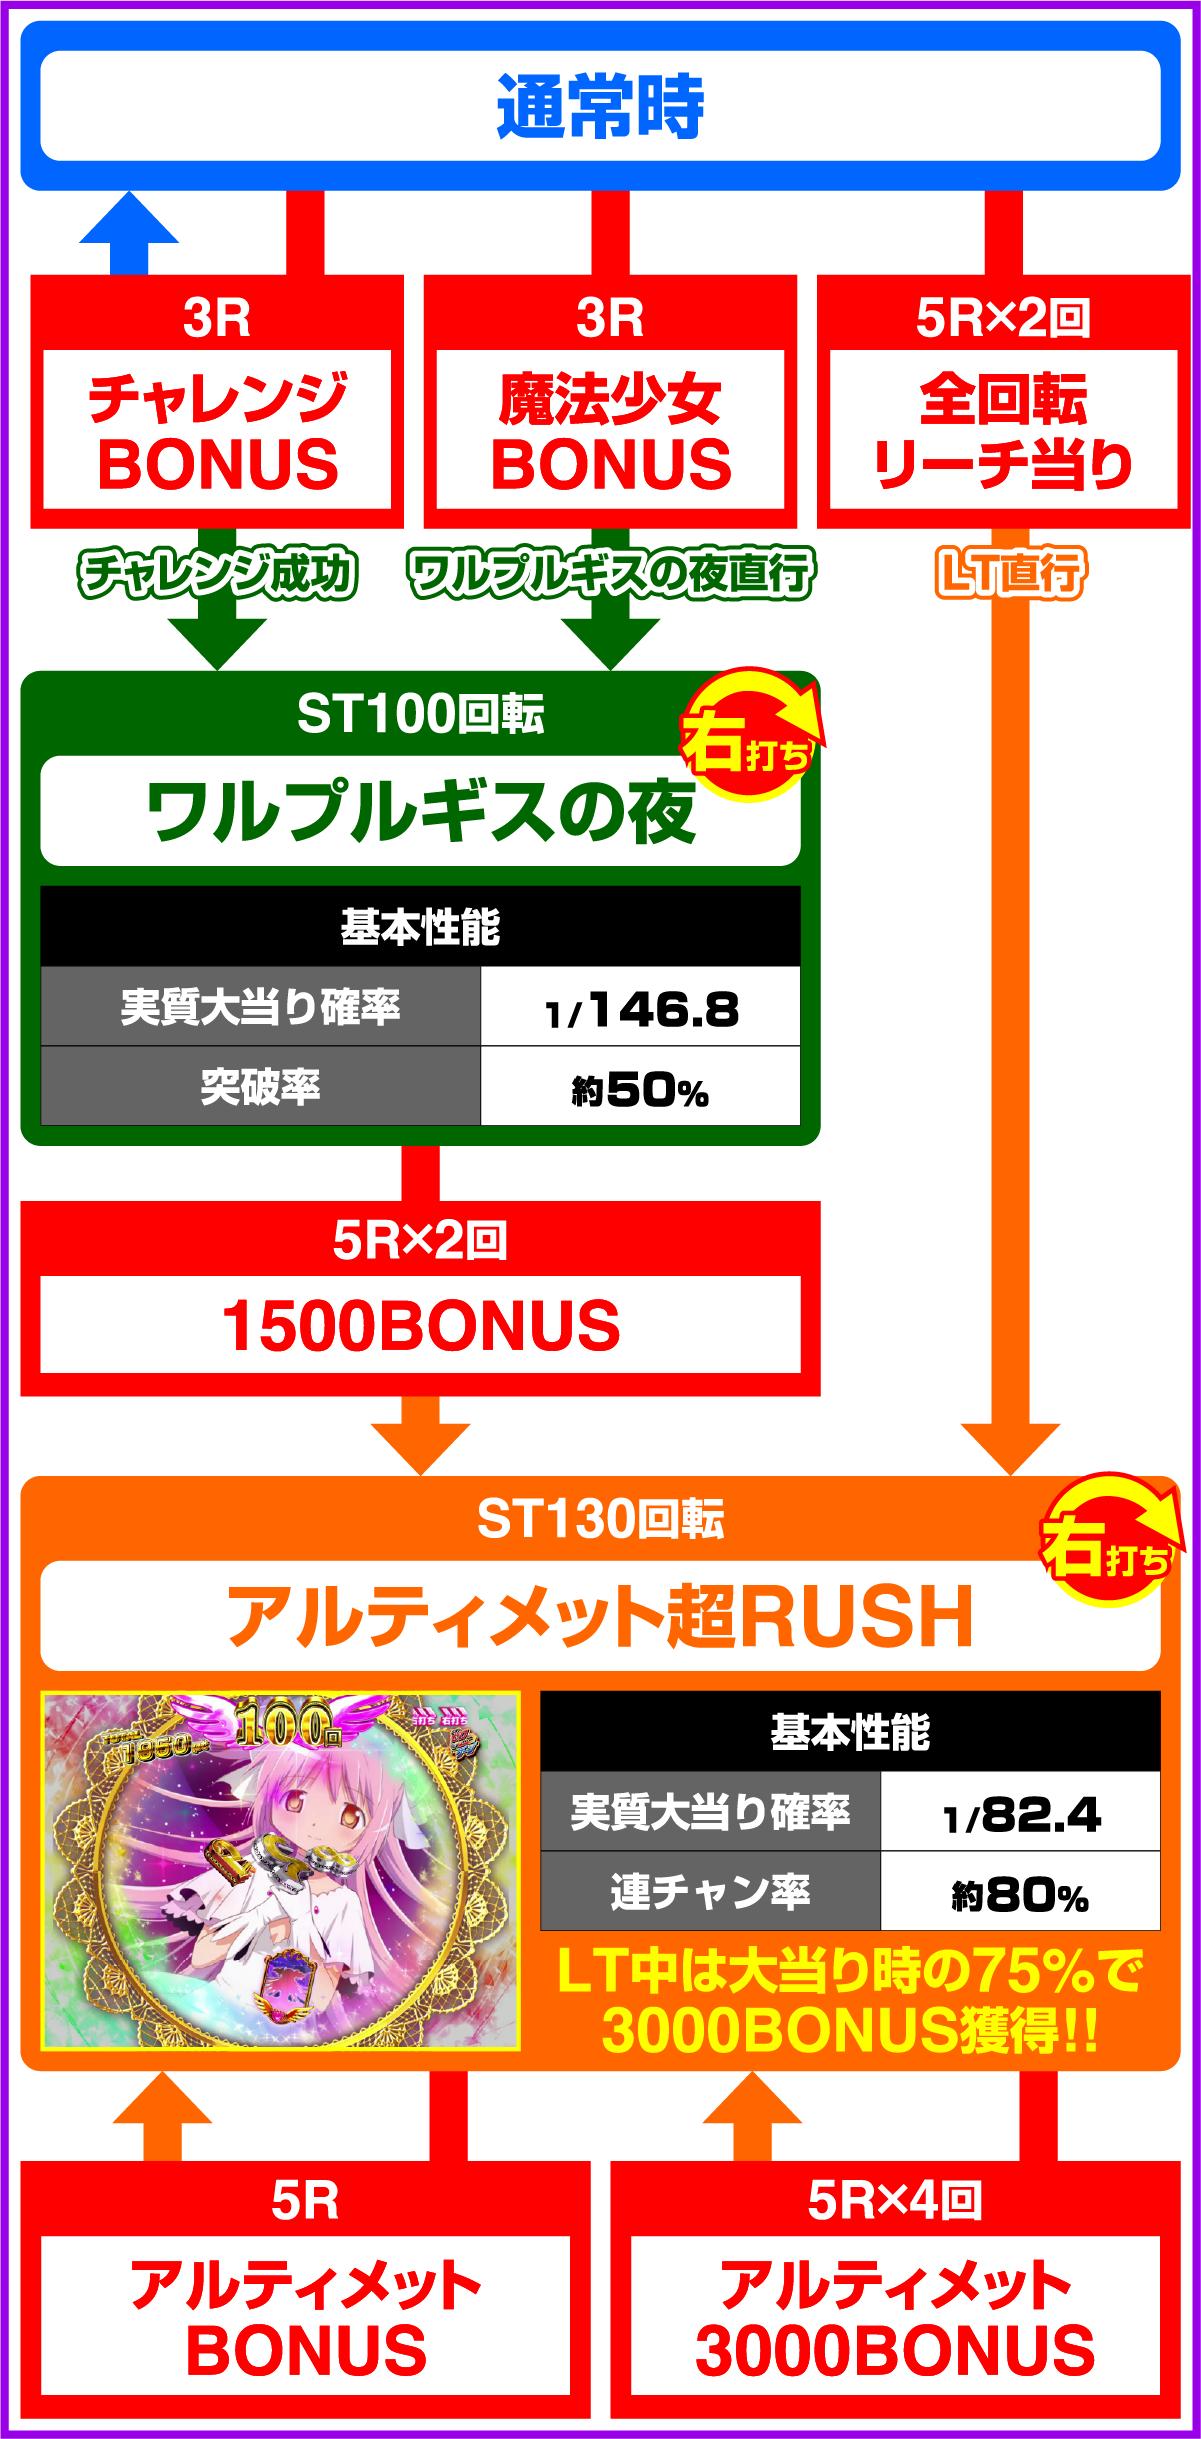 通常時
3R
チャレンジ
BONUS
3R
魔法少女
BONUS
5R×2回
全回転
リーチ当り
チャレンジ成功
ワルプルギスの夜直行
LT直行
ST100回転
右打ち
ワルプルギスの夜
基本性能
実質大当り確率
1/146.8
突破率
約50%
5R×2回
1500BONUS
ST130回転
右打ち
アルティメット超RUSH
TOTAL
100回
右打ち 右打ち
基本性能
実質大当り確率
1/82.4
連チャン率
約80%
LT中は大当り時の75%で
3000BONUS獲得!!
5R
アルティメット
BONUS
5R×4回
アルティメット
3000BONUS